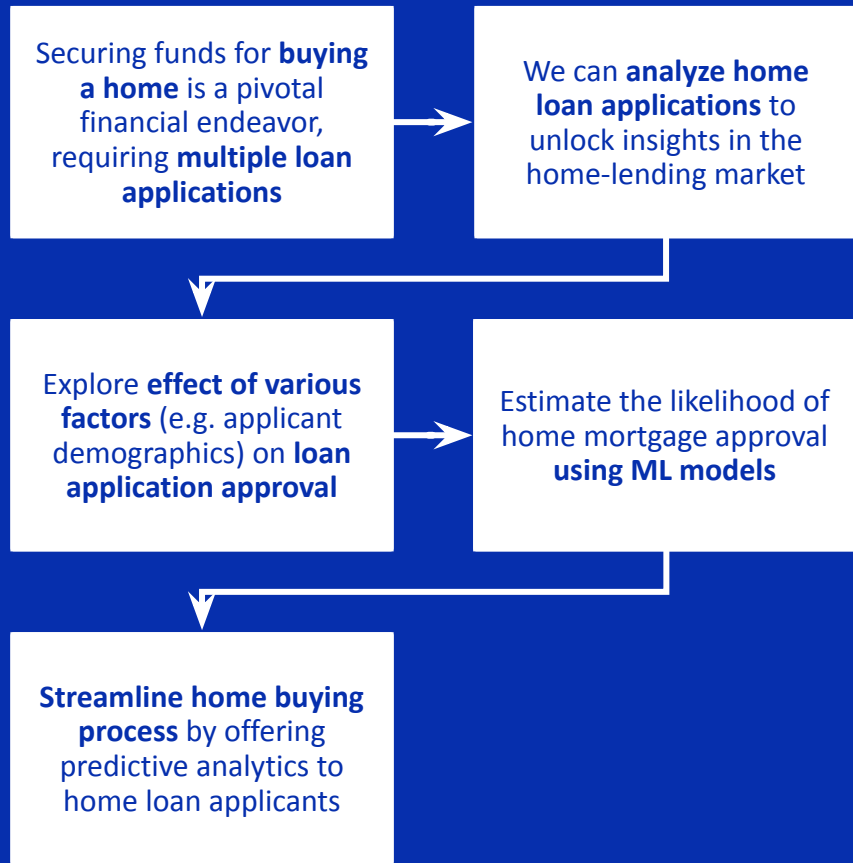 Securing funds for buying
a home is a pivotal
financial endeavor,
requiring multiple loan
applications
We can analyze home
loan applications to
unlock insights in the
home-lending market
Explore effect of various
factors (e.g. applicant
demographics) on loan
application approval
Estimate the likelihood of
home mortgage approval
using ML models
Streamline home buying
process by offering
predictive analytics to
home loan applicants